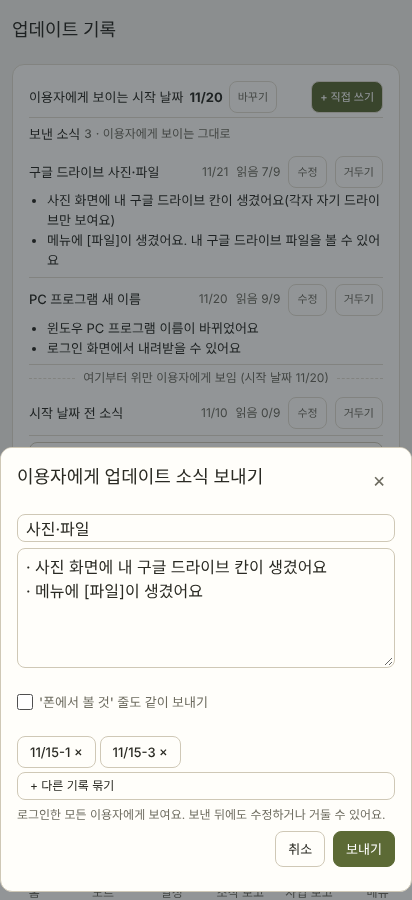 업데이트 기록
이용자에게 보이는 시작 날짜 11/20 바꾸기 + 직접 쓰기
보낸 소식 3 · 이용자에게 보이는 그대로
구글 드라이브 사진·파일 11/21 읽음 7/9 수정 거두기
• 사진 화면에 내 구글 드라이브 칸이 생겼어요(각자 자기 드라이
브만 보여요)
• 메뉴에 [파일]이 생겼어요. 내 구글 드라이브 파일을 볼 수 있어
요
PC 프로그램 새 이름 11/20 읽음 9/9 수정 거두기
• 윈도우 PC 프로그램 이름이 바뀌었어요
• 로그인 화면에서 내려받을 수 있어요
여기부터 위만 이용자에게 보임 (시작 날짜 11/20)
시작 날짜 전 소식 11/10 읽음 0/9 수정 거두기
이용자에게 업데이트 소식 보내기 ×
사진·파일
· 사진 화면에 내 구글 드라이브 칸이 생겼어요
· 메뉴에 [파일]이 생겼어요
'폰에서 볼 것' 줄도 같이 보내기
11/15-1 × 11/15-3 ×
+ 다른 기록 묶기
로그인한 모든 이용자에게 보여요. 보낸 뒤에도 수정하거나 거둘 수 있어요.
취소 보내기